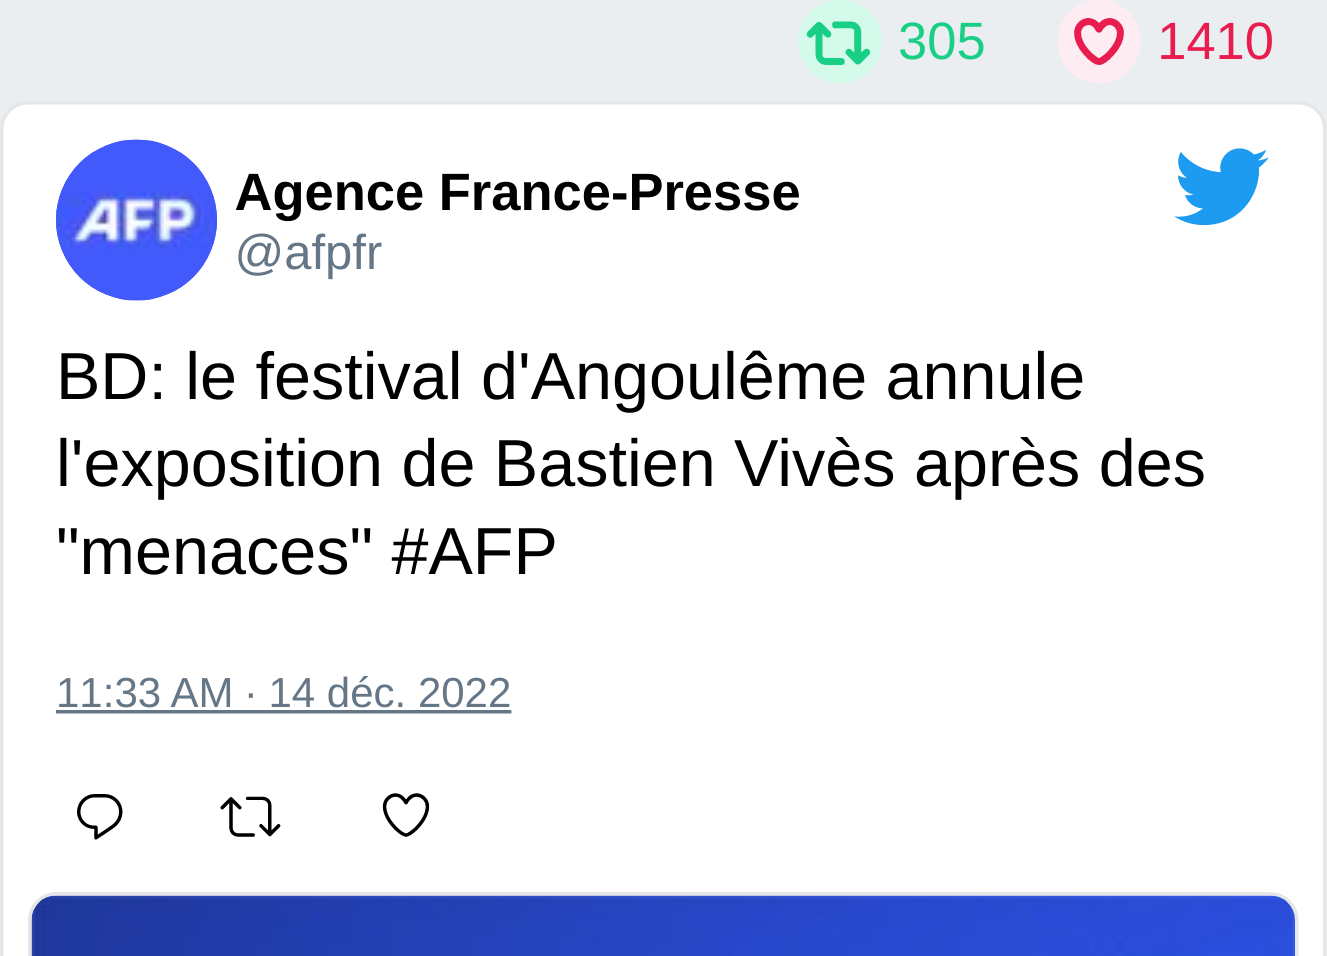 305 1410
AFP
Agence France-Presse
@afpfr
BD: le festival d'Angoulême annule
l'exposition de Bastien Vivès après des
"menaces" #AFP
11:33 AM · 14 déc. 2022